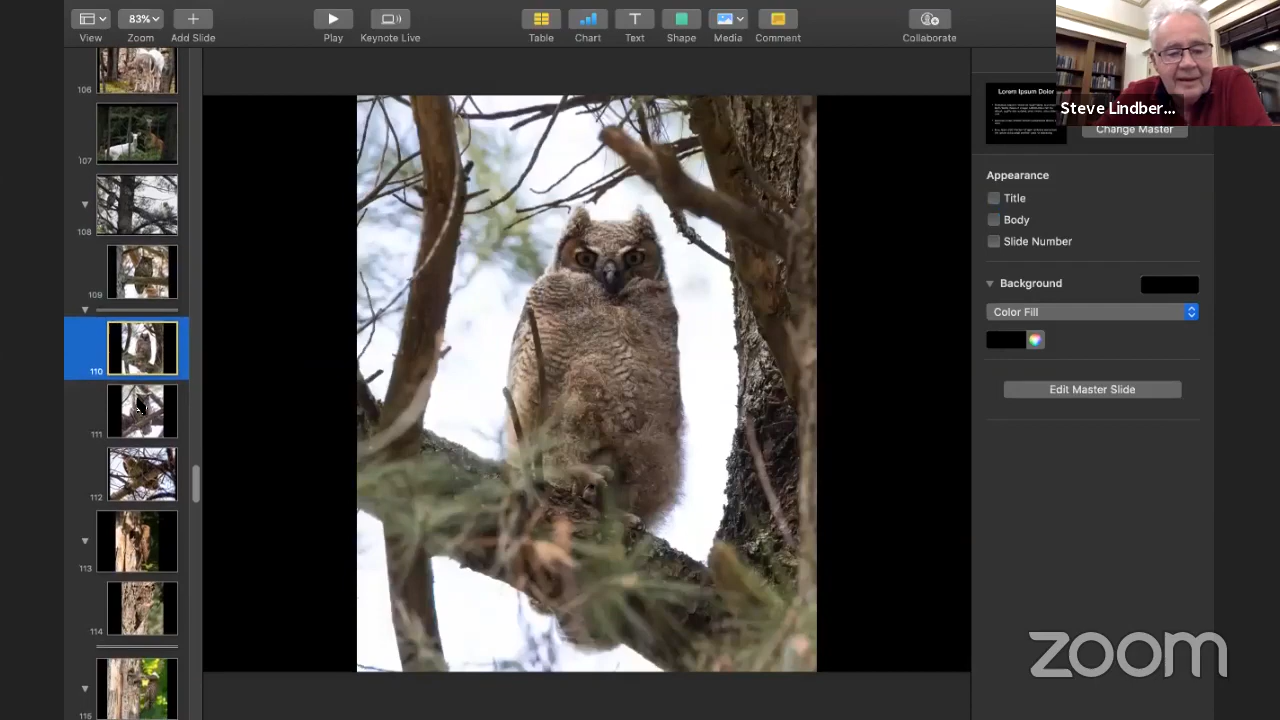 View
83%
Zoom
Add Slide
Play
Keynote Live
Table
Chart
Text
Shape
Media
Comment
Collaborate
Steve Lindber...
Lorem Ipsum Dolor
Change Master
Appearance
Title
Body
Slide Number
Background
Color Fill
Edit Master Slide
106
107
108
109
110
111
112
113
114
115
zoom